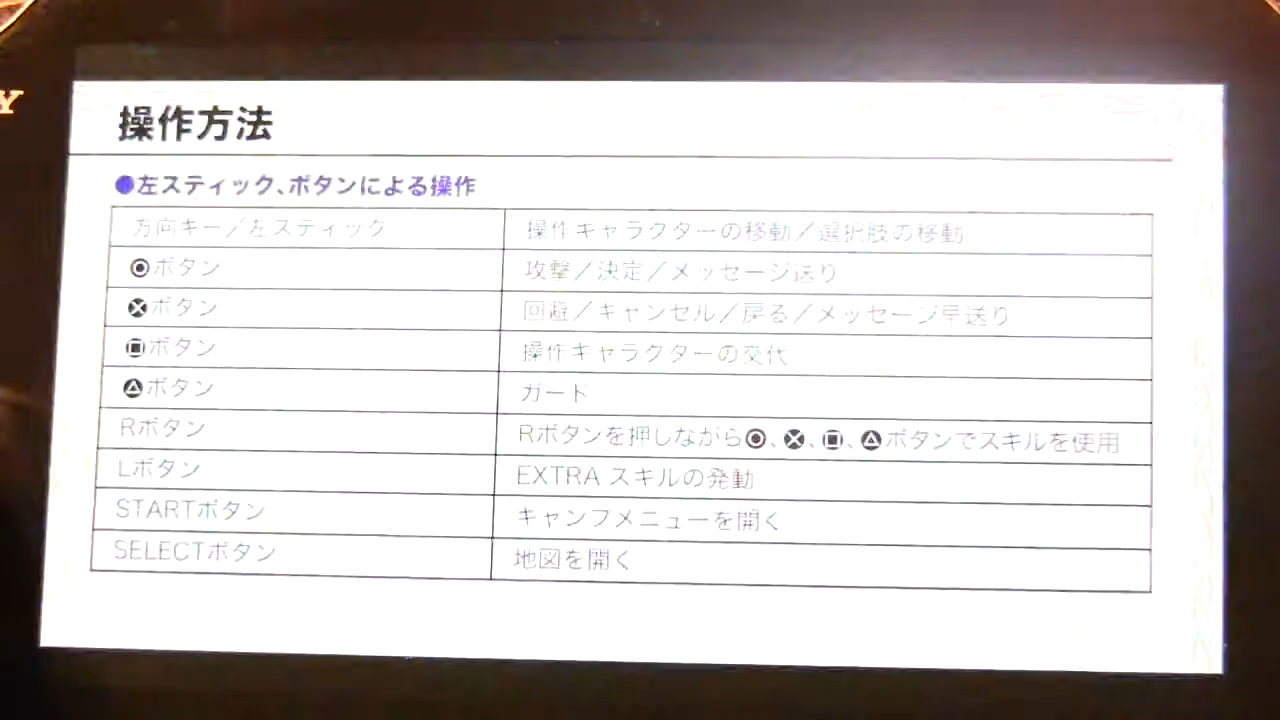 Y
操作方法
●左スティック、ボタンによる操作
方向キー／左スティック 操作キャラクターの移動／選択肢の移動
◎ボタン 攻撃／決定／メッセージ送り
⊗ボタン 回避／キャンセル／戻る／メッセージ早送り
□ボタン 操作キャラクターの交代
△ボタン ガード
Rボタン Rボタンを押しながら◎、⊗、□、△ボタンでスキルを使用
Lボタン EXTRA スキルの発動
STARTボタン キャンプメニューを開く
SELECTボタン 地図を開く